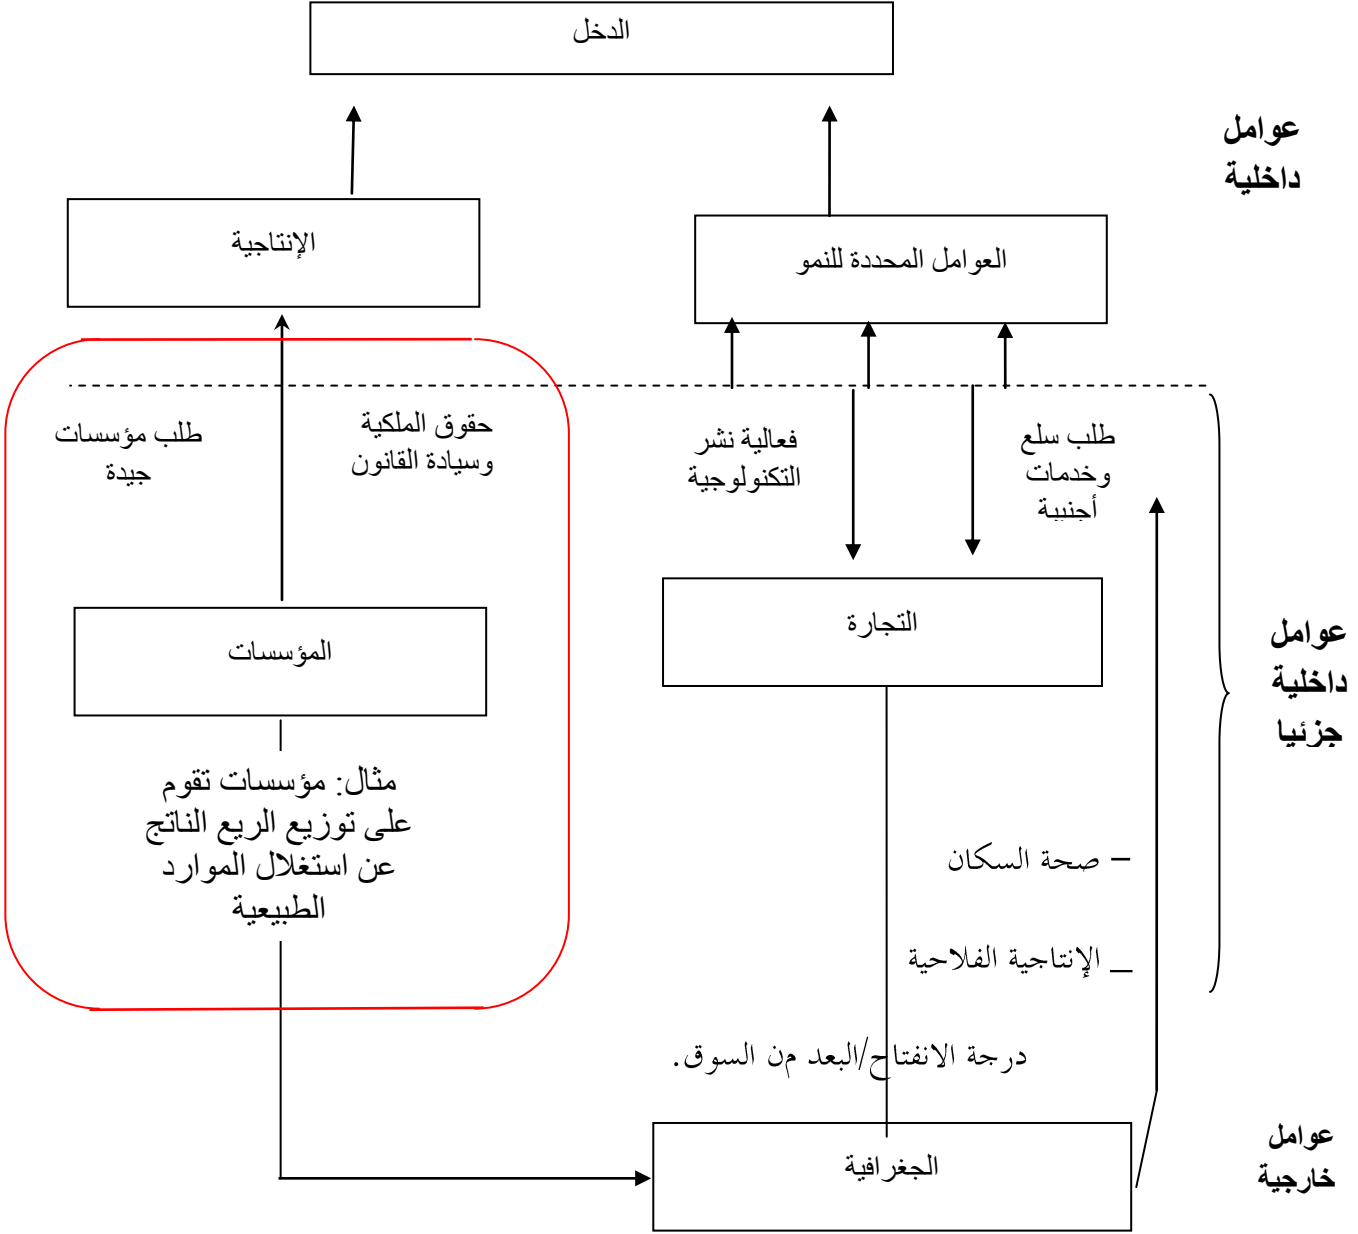 الدخل
عوامل
داخلية
الإنتاجية
العوامل المحددة للنمو
طلب مؤسسات
جيدة
حقوق الملكية
وسيادة القانون
فعالية نشر
التكنولوجية
طلب سلع
وخدمات
أجنبية
المؤسسات
التجارة
عوامل
داخلية
جزئيا
مثال: مؤسسات تقوم
على توزيع الريع الناتج
عن استغلال الموارد
الطبيعية
– صحة السكان
_ الإنتاجية الفلاحية
درجة الانفتاح/البعد من السوق.
الجغرافية
عوامل
خارجية